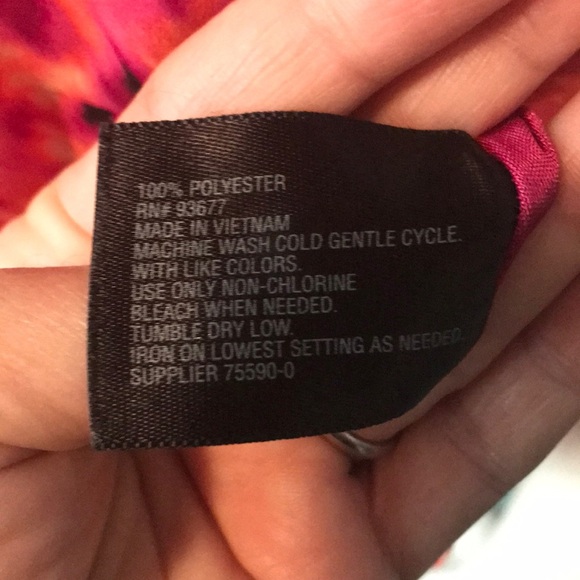 100% POLYESTER
RN# 93677
MADE IN VIETNAM
MACHINE WASH COLD GENTLE CYCLE.
WITH LIKE COLORS.
USE ONLY NON-CHLORINE
BLEACH WHEN NEEDED.
TUMBLE DRY LOW.
IRON ON LOWEST SETTING AS NEEDED.
SUPPLIER 75590-0